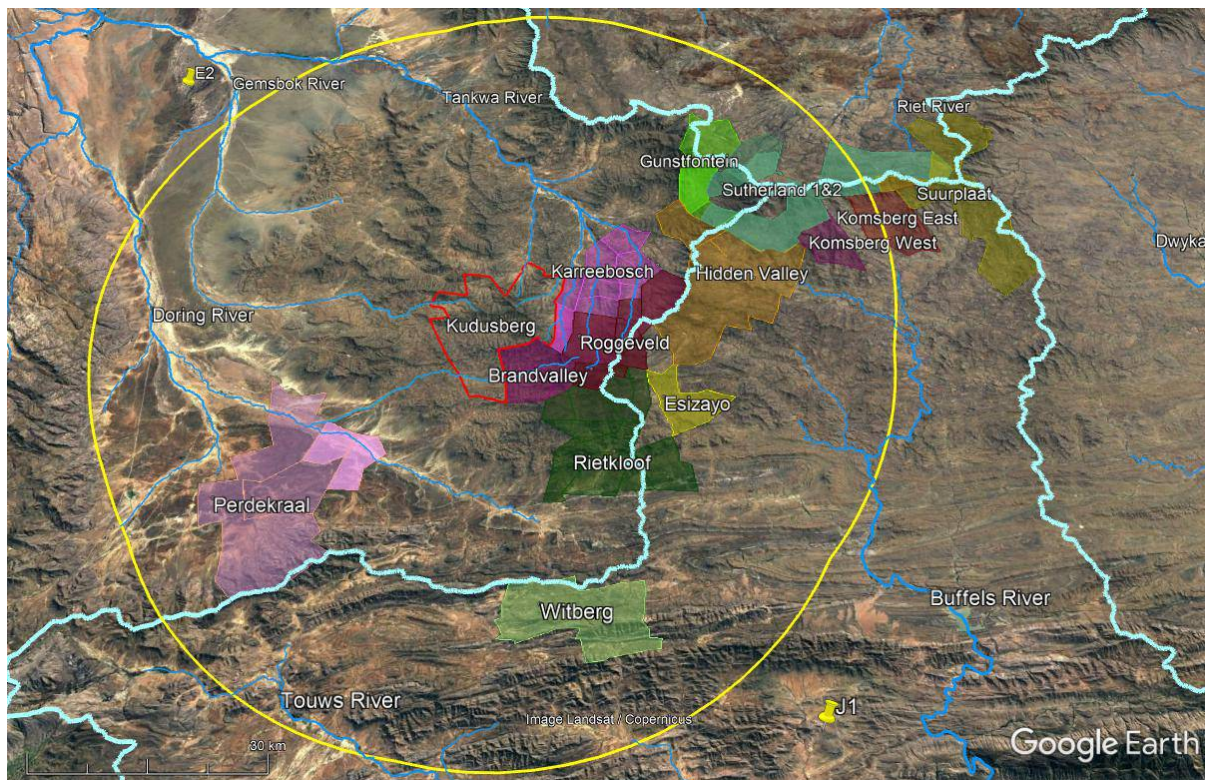 E2
Gemsbok River
Tankwa River
Riet River
Gunstfontein
Sutherland 1&2
Suurplaat
Komsberg East
Komsberg West
Dwyka
Karreebosch
Hidden Valley
Doring River
Kudusberg
Roggeveld
Brandvalley
Esizayo
Rietkloof
Perdekraal
Witberg
Buffels River
Touws River
J1
Image Landsat / Copernicus
30 km
Google Earth